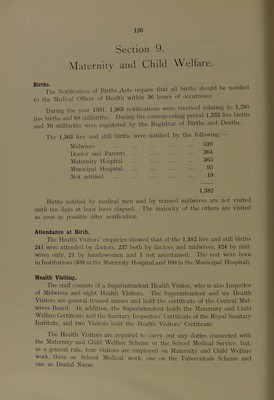 126
Section 9.
Maternity and Child Welfare.
Births.
The Notification of Births Acts require that all births should be notified
to the Medical Officer of Health within 36 hours of occurrence.
During the year 1931, 1,363 notifications were received relating to 1,295
live births and 68 stillbirths. During the corresponding period 1,333 live births
and 70 stillbirths were registered by the Registrar of Births and Deaths.
The 1,363 live and still births were notified by the following :—
Midwives ... ... ... ... 539
Doctor and Parents ... ... ... 364
Maternity Hospital ... ... ... 365
Municipal Hospital ... ... ... 95
Not notified ... ... ... ... 19
1,382
Births notified by medical men and by trained midwives are not visited
until ten days at least have elapsed. The majority of the others are visited
as soon as possible after notification.
Attendance at Birth.
The Health Visitors' enquiries showed that of the 1,382 live and still births
241 were attended by doctors, 237 both by doctors and midwives, 424 by mid-
wives only, 21 by handywomen and 1 not ascertained. The rest were born
in Institutions (358 in the Maternity Hospital and 100 in the Municipal Hospital).
Health Visiting.
The staff consists of a Superintendent Health Visitor, who is also Inspector
of Midwives and eight Health Visitors. The Superintendent and six Health
Visitors are general trained nurses and hold the certificate of the Central Mid-
wives Board. In addition, the Superintendent holds the Maternity and Child
Welfare Certificate and the Sanitary Inspectors' Certificate of the Royal Sanitary
Institute, and two Visitors hold the Health Visitors' Certificate.
The Health Visitors are required to carry out any duties connected with
the Maternity and Child Welfare Scheme or the School Medical Service, but,
as a general rule, four visitors are employed on Maternity and Child Welfare
work, three on School Medical work, one on the Tuberculosis Scheme and
one as Dental Nurse.